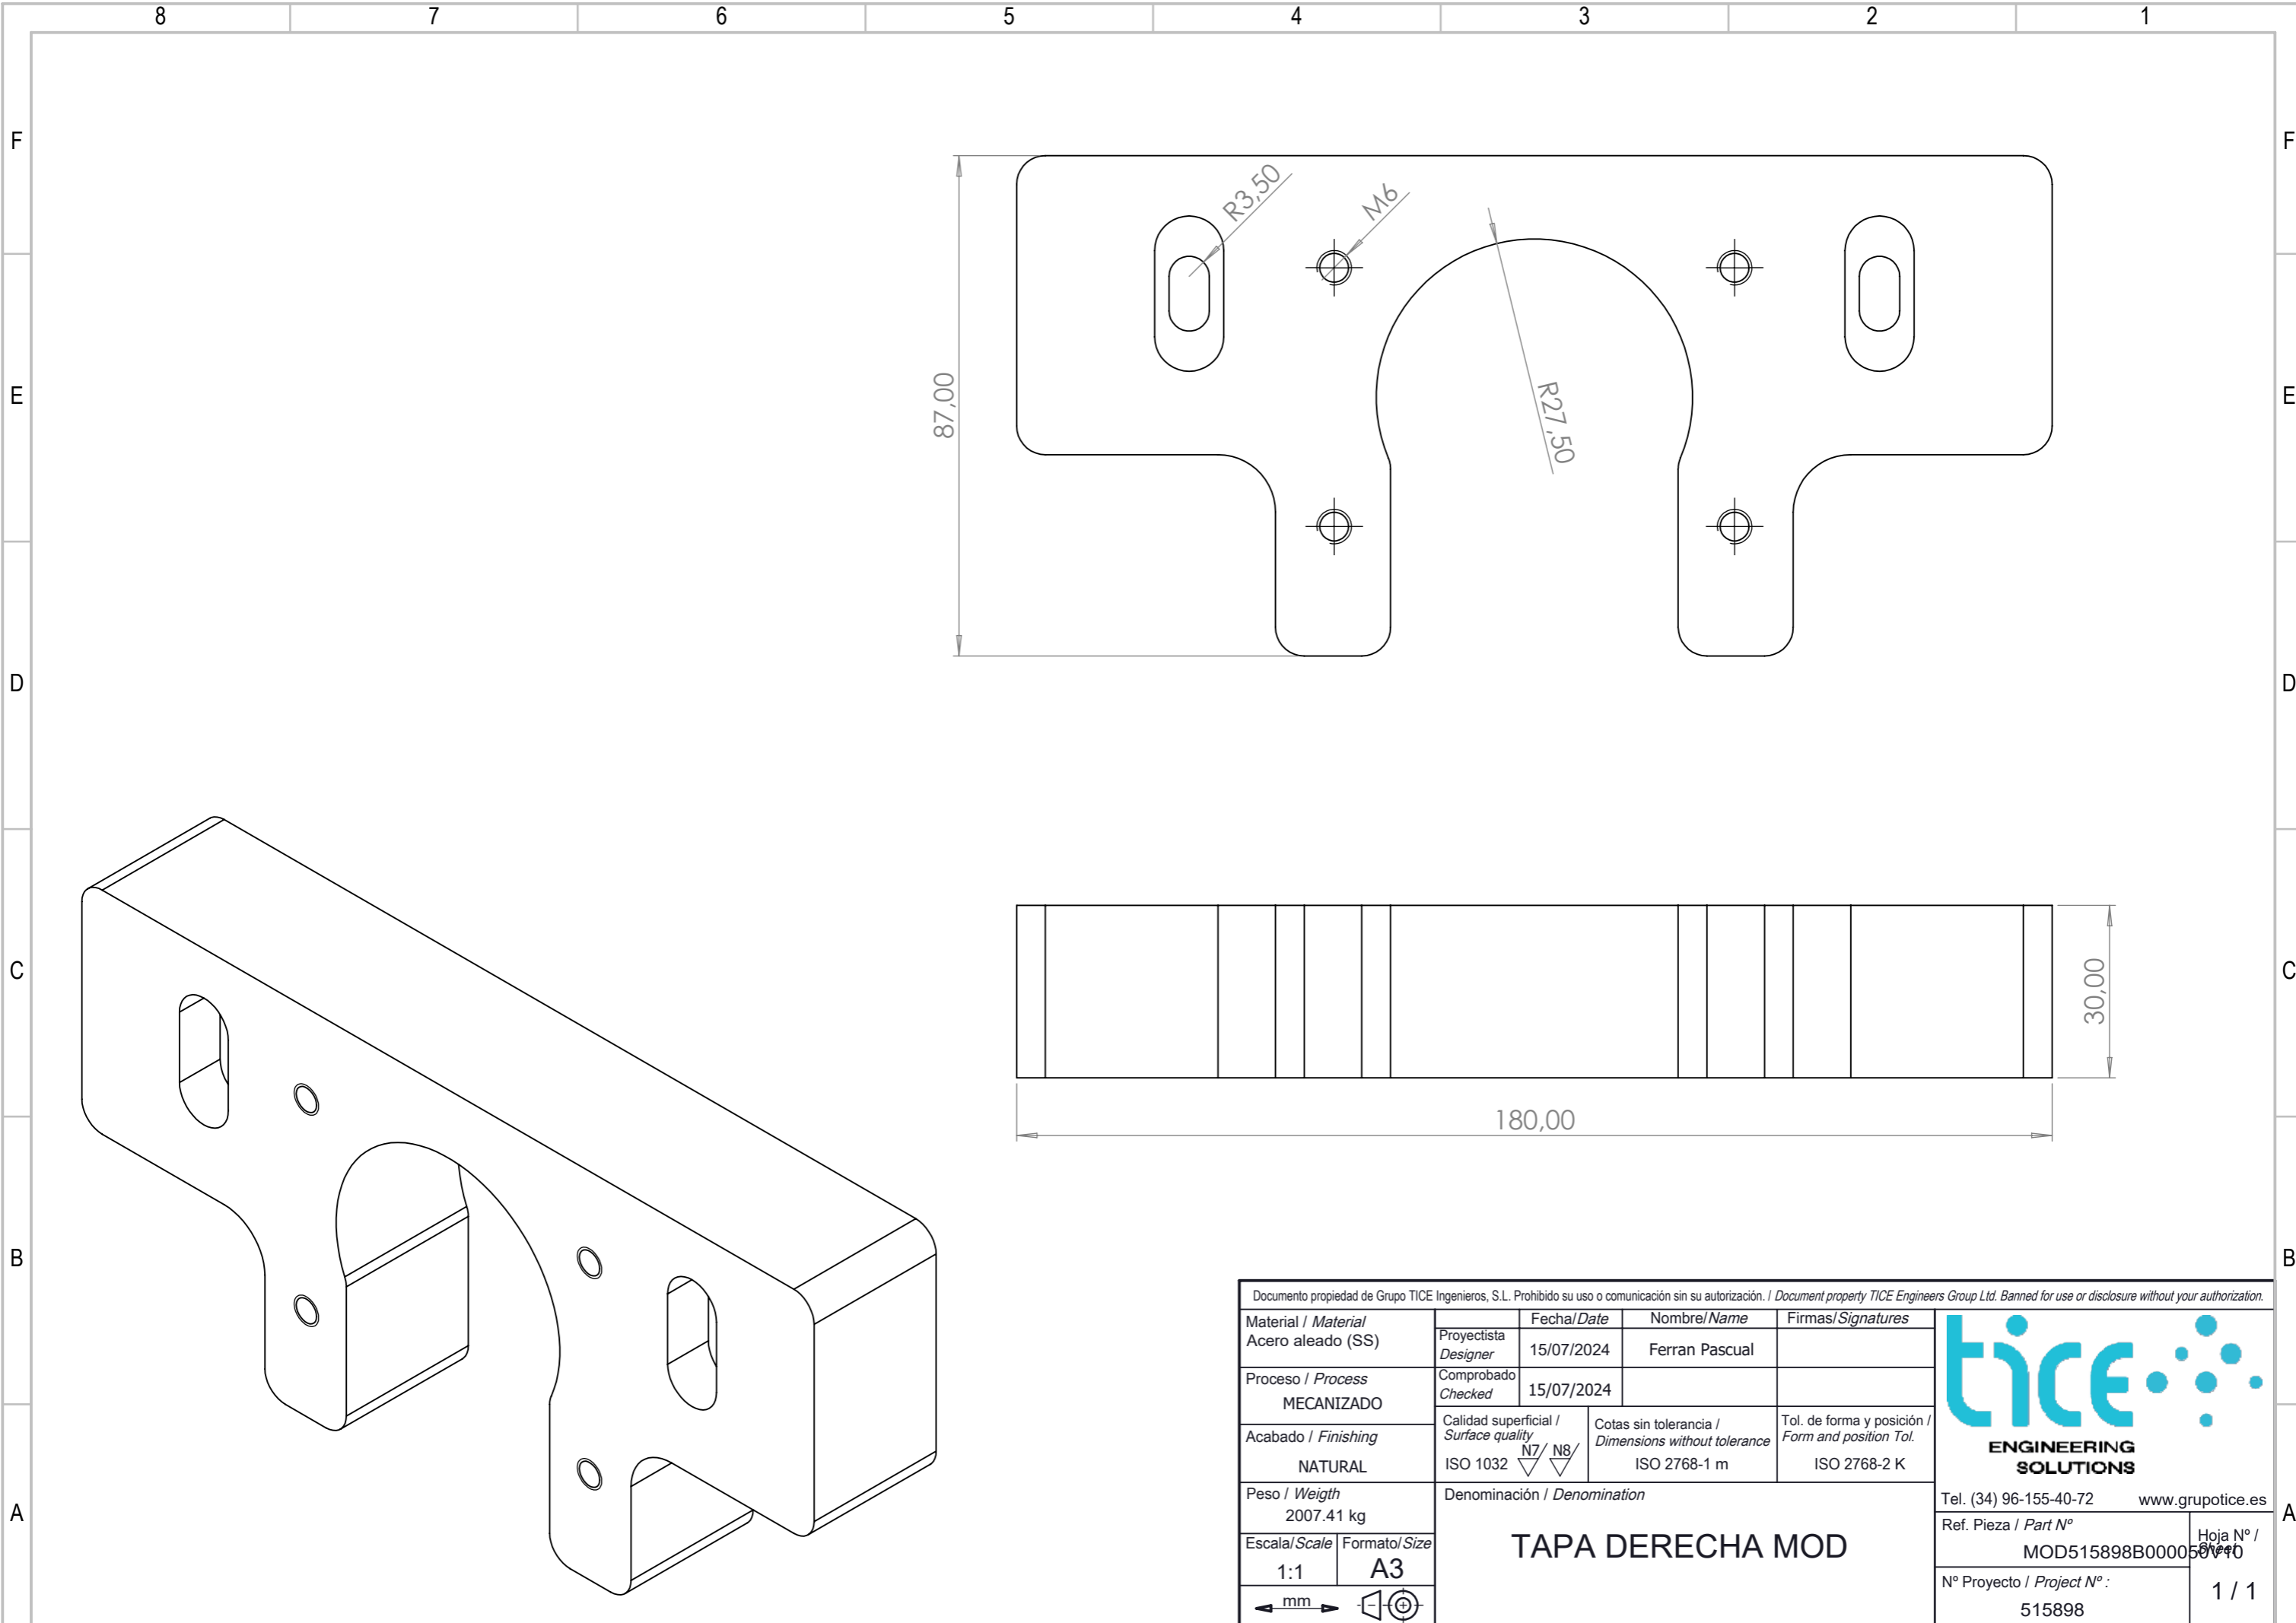 8 7 6 5 4 3 2 1
F F
R3,50
M6
E E
87,00
R27,50
D D
C C
30,00
180,00
B B
Documento propiedad de Grupo TICE Ingenieros, S.L. Prohibido su uso o comunicación sin su autorización. / Document property TICE Engineers Group Ltd. Banned for use or disclosure without your authorization.
Material / Material
Acero aleado (SS)
Fecha/Date Nombre/Name Firmas/Signatures
Proyectista
Designer
15/07/2024 Ferran Pascual
Proceso / Process
MECANIZADO
Comprobado
Checked
15/07/2024
Acabado / Finishing
NATURAL
Calidad superficial /
Surface quality
ISO 1032 N7/ N8/
Cotas sin tolerancia /
Dimensions without tolerance
ISO 2768-1 m
Tol. de forma y posición /
Form and position Tol.
ISO 2768-2 K
tice
ENGINEERING
SOLUTIONS
Tel. (34) 96-155-40-72 www.grupotice.es
A A
Peso / Weigth
2007.41 kg
Denominación / Denomination
TAPA DERECHA MOD
Escala/Scale Formato/Size
1:1 A3
mm
Ref. Pieza / Part Nº
MOD515898B000050V10
Hoja Nº /
Sheet
1 / 1
Nº Proyecto / Project Nº :
515898